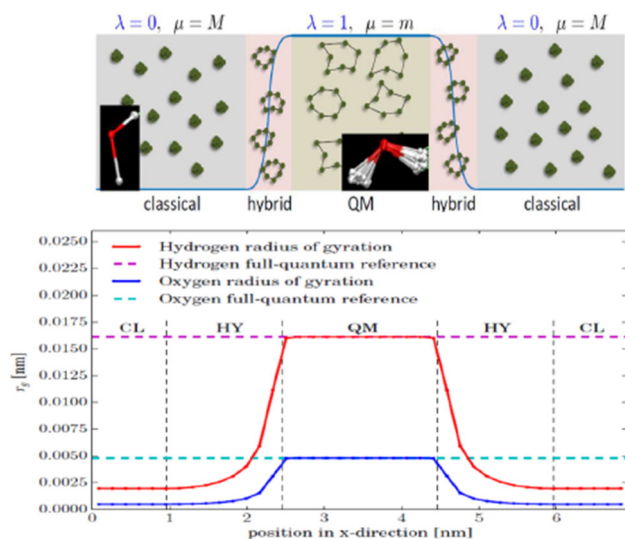 λ = 0, μ = M λ = 1, μ = m λ = 0, μ = M
classical hybrid QM hybrid classical
0.0250
0.0225
0.0200
0.0175
0.0150
0.0125
0.0100
0.0075
0.0050
0.0025
0.0000
r_g [nm]
Hydrogen radius of gyration
Hydrogen full-quantum reference
Oxygen radius of gyration
Oxygen full-quantum reference
CL HY QM HY CL
0 1 2 3 4 5 6
position in x-direction [nm]